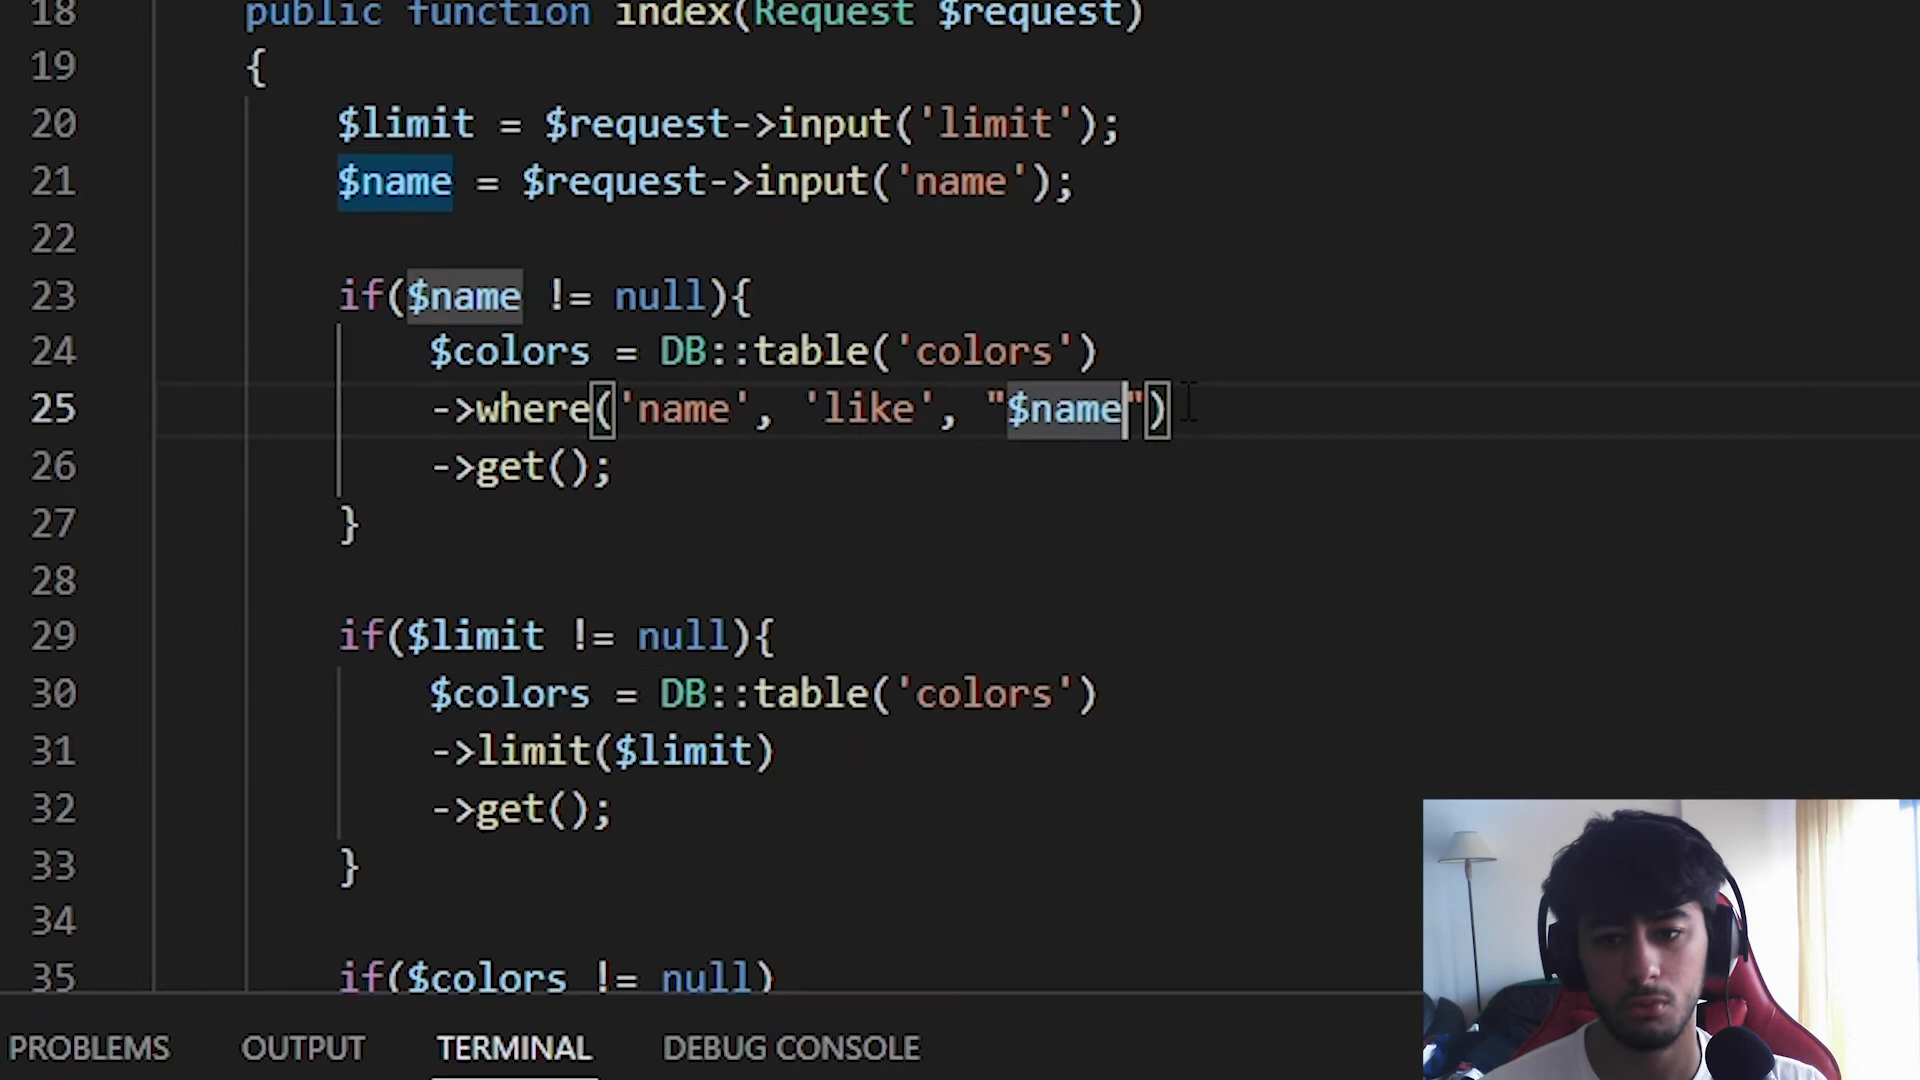 18 public function index(Request $request)
19 {
20 $limit = $request->input('limit');
21 $name = $request->input('name');
22
23 if($name != null){
24 $colors = DB::table('colors')
25 ->where('name', 'like', "$name")
26 ->get();
27 }
28
29 if($limit != null){
30 $colors = DB::table('colors')
31 ->limit($limit)
32 ->get();
33 }
34
35 if($colors != null)
PROBLEMS OUTPUT TERMINAL DEBUG CONSOLE